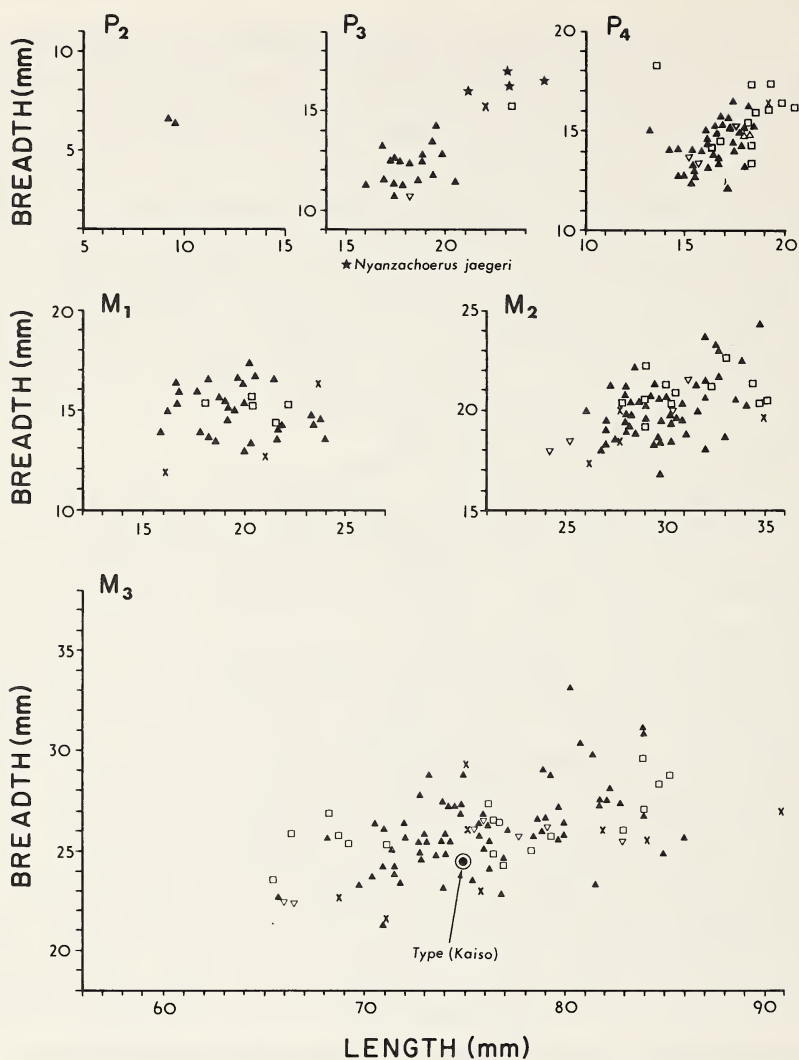 P2
P3
P4
BREADTH(mm)
10
5
5 10 15
15
10
15 20
20
15
10
10 15 20
★Nyanzachoerus jaegeri
M1
M2
BREADTH(mm)
20
15
10
15 20 25
25
20
15
25 30 35
M3
BREADTH(mm)
35
30
25
20
Type (Kaiso)
60 70 80 90
LENGTH (mm)